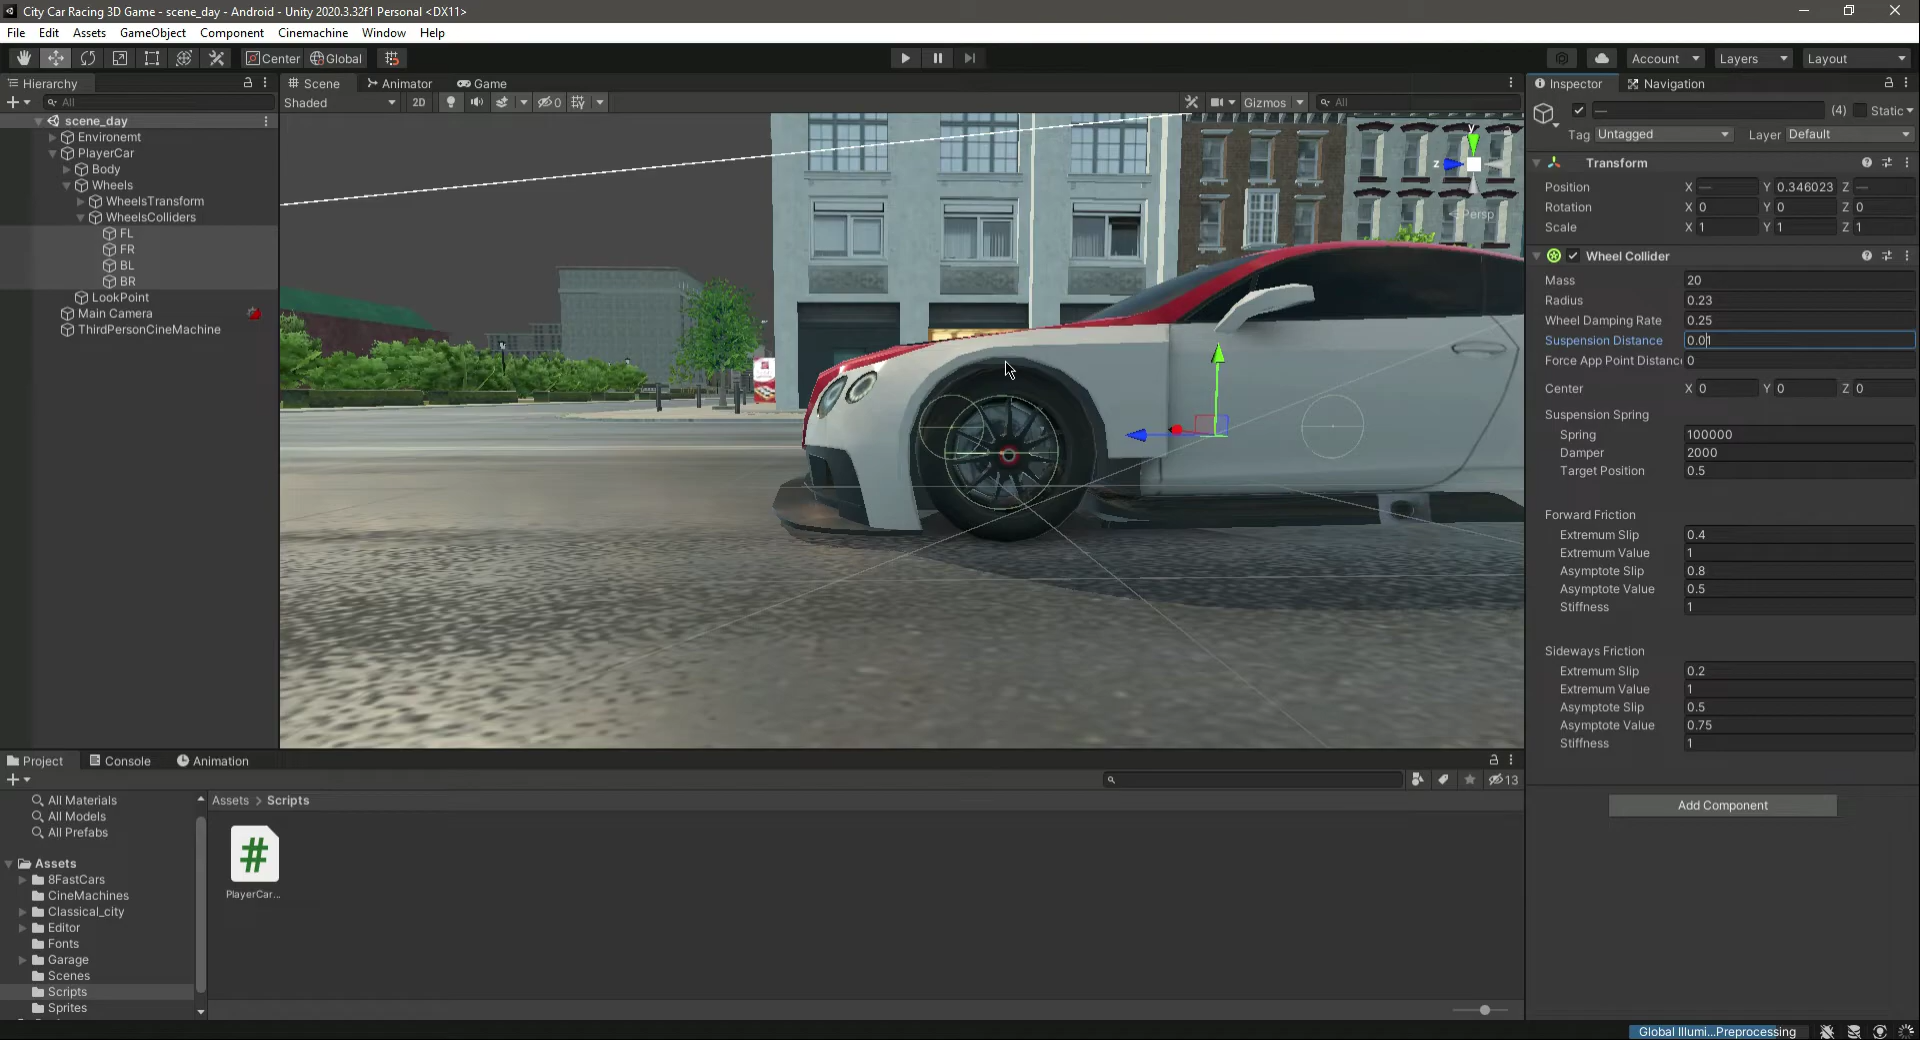 City Car Racing 3D Game - scene_day - Android - Unity 2020.3.32f1 Personal <DX11>
File Edit Assets GameObject Component Cinemachine Window Help
Center Global Account Layers Layout
Hierarchy
All
scene_day
Environemt
PlayerCar
Body
Wheels
WheelsTransform
WheelsColliders
FL
FR
BL
BR
LookPoint
Main Camera
ThirdPersonCineMachine
Scene Animator Game
Shaded 2D 0 Gizmos All
y
z
Persp
Inspector Navigation
— (4) Static
Tag Untagged Layer Default
Transform
Position X — Y 0.346023 Z —
Rotation X 0 Y 0 Z 0
Scale X 1 Y 1 Z 1
Wheel Collider
Mass 20
Radius 0.23
Wheel Damping Rate 0.25
Suspension Distance 0.01
Force App Point Distanc 0
Center X 0 Y 0 Z 0
Suspension Spring
Spring 100000
Damper 2000
Target Position 0.5
Forward Friction
Extremum Slip 0.4
Extremum Value 1
Asymptote Slip 0.8
Asymptote Value 0.5
Stiffness 1
Sideways Friction
Extremum Slip 0.2
Extremum Value 1
Asymptote Slip 0.5
Asymptote Value 0.75
Stiffness 1
Add Component
Project Console Animation
13
All Materials
All Models
All Prefabs
Assets
8FastCars
CineMachines
Classical_city
Editor
Fonts
Garage
Scenes
Scripts
Sprites
Assets > Scripts
#
PlayerCar...
Global Illumi...Preprocessing